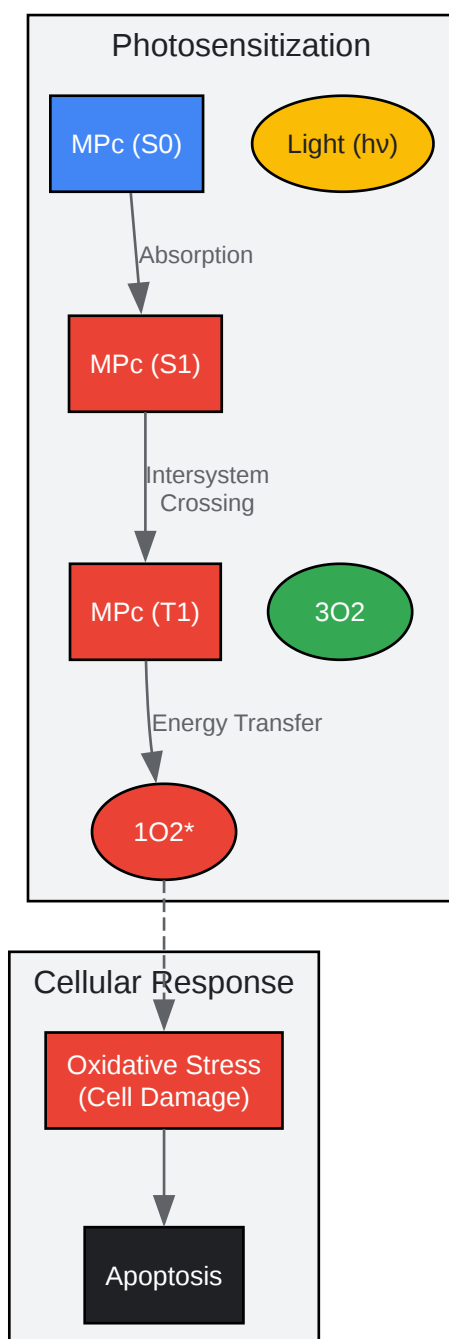 Photosensitization
MPc (S0)
Light (hν)
Absorption
MPc (S1)
Intersystem
Crossing
MPc (T1)
3O2
Energy Transfer
1O2*
Cellular Response
Oxidative Stress
(Cell Damage)
Apoptosis